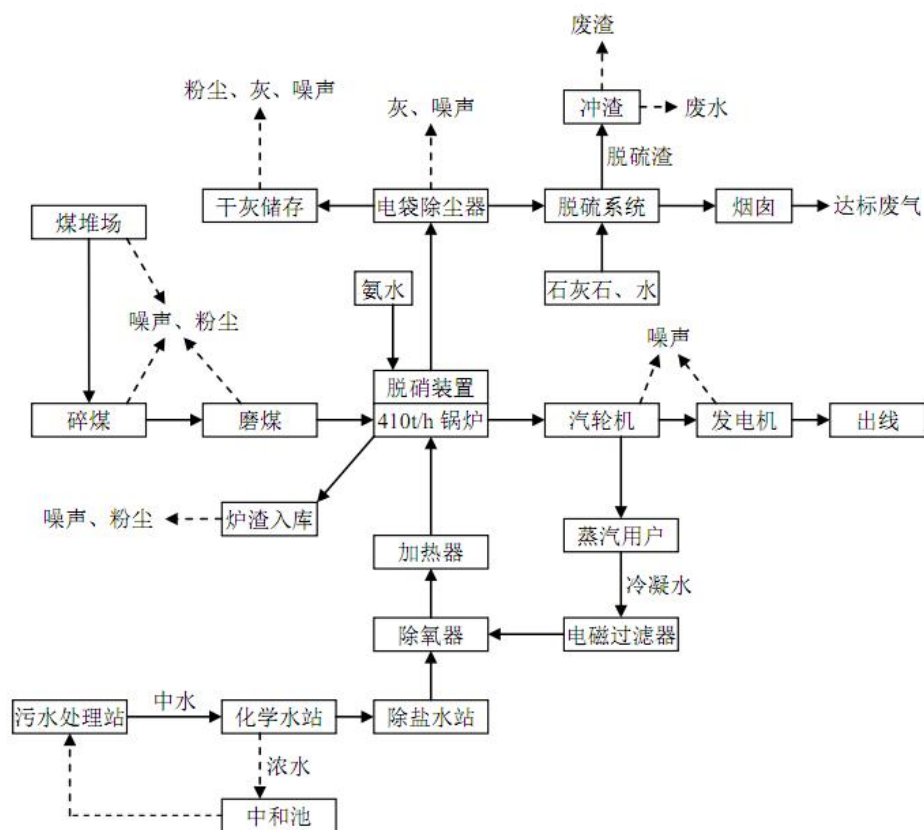 废渣
粉尘、灰、噪声
灰、噪声
冲渣
废水
脱硫渣
干灰储存
电袋除尘器
脱硫系统
烟囱
达标废气
煤堆场
氨水
石灰石、水
噪声、粉尘
噪声
脱硝装置
碎煤
磨煤
410t/h 锅炉
汽轮机
发电机
出线
噪声、粉尘
炉渣入库
加热器
蒸汽用户
冷凝水
除氧器
电磁过滤器
中水
污水处理站
化学水站
除盐水站
浓水
中和池